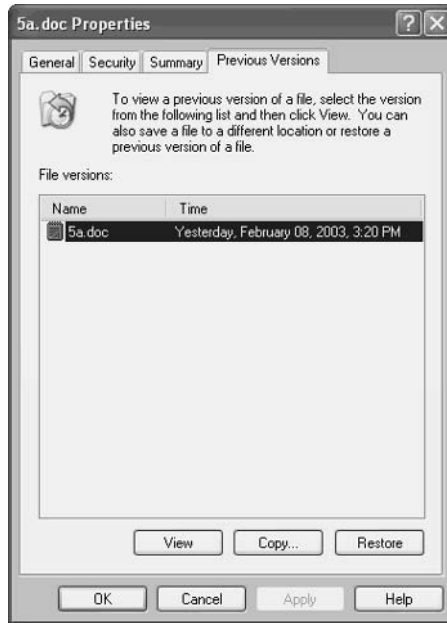 5a.doc Properties
General Security Summary Previous Versions
To view a previous version of a file, select the version
from the following list and then click View. You can
also save a file to a different location or restore a
previous version of a file.
File versions:
Name Time
5a.doc Yesterday, February 08, 2003, 3:20 PM
View Copy... Restore
OK Cancel Apply Help